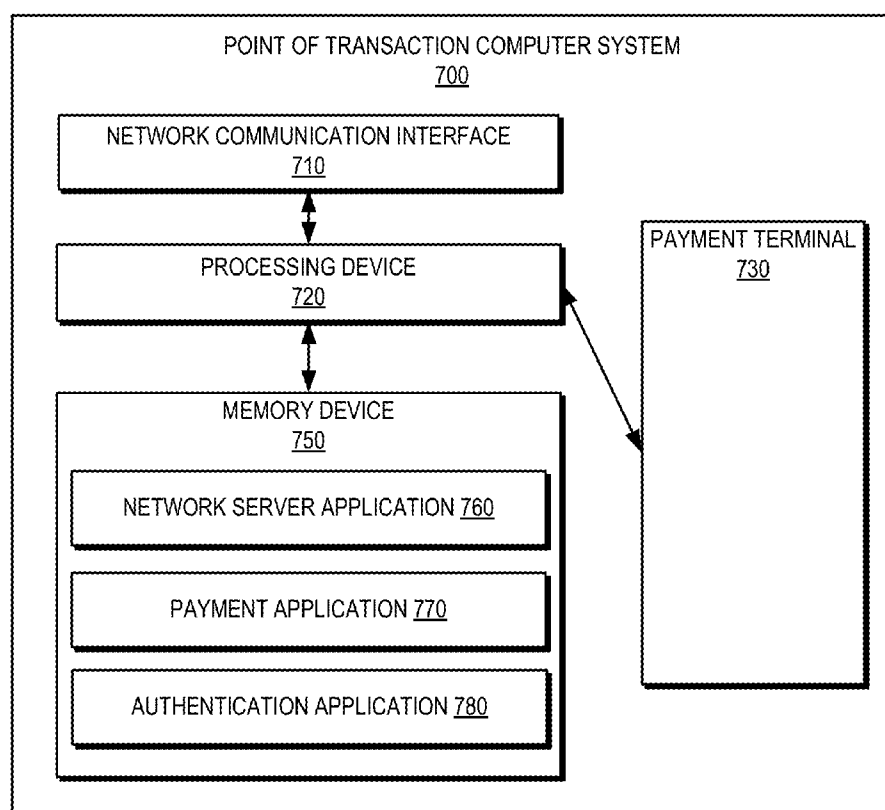 POINT OF TRANSACTION COMPUTER SYSTEM
700
NETWORK COMMUNICATION INTERFACE
710
PROCESSING DEVICE
720
PAYMENT TERMINAL
730
MEMORY DEVICE
750
NETWORK SERVER APPLICATION 760
PAYMENT APPLICATION 770
AUTHENTICATION APPLICATION 780